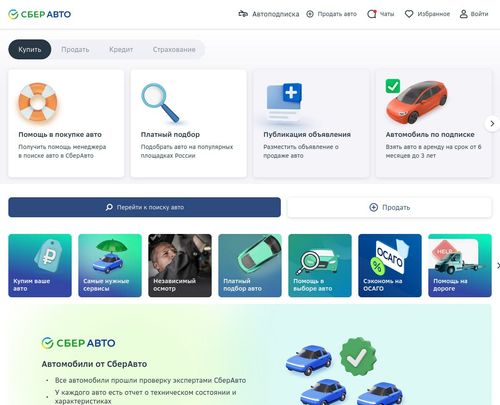 СБЕР АВТО
Автоподписка
Продать авто
Чаты
Избранное
Войти
Купить
Продать
Кредит
Страхование
Помощь в покупке авто
Получить помощь менеджера
в поиске авто в СберАвто
Платный подбор
Подобрать авто на популярных
площадках России
Публикация объявления
Разместить объявление о
продаже авто
Автомобиль по подписке
Взять авто в аренду на срок от 6
месяцев до 3 лет
Перейти к поиску авто
Продать
Купим ваше
авто
Самые нужные
сервисы
Независимый
осмотр
Платный
подбор авто
Помощь в
выборе авто
ОСАГО
%
Сэкономь на
ОСАГО
HELP
Помощь на
дороге
СБЕР АВТО
Автомобили от СберАвто
• Все автомобили прошли проверку экспертами СберАвто
• У каждого авто есть отчет о техническом состоянии и
характеристиках